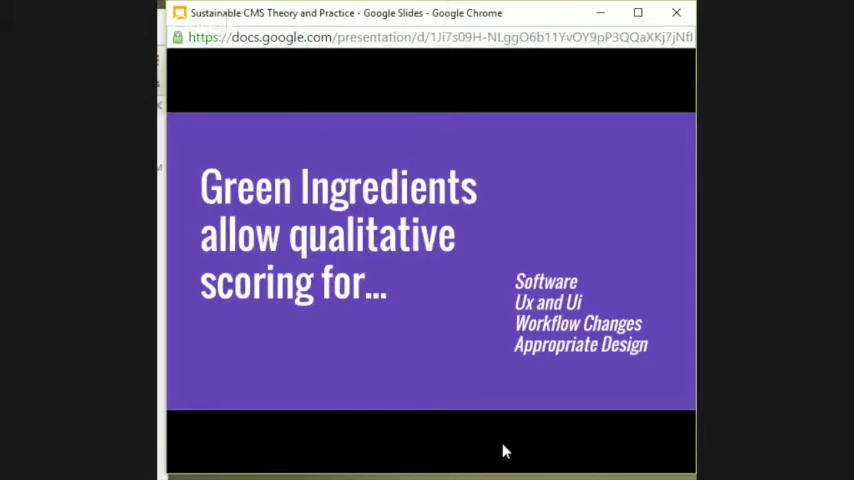 Sustainable CMS Theory and Practice - Google Slides - Google Chrome
https://docs.google.com/presentation/d/1Ji7s09H-NLggO6b11YvOY9pP3QQaXKj7jNfl
Green Ingredients
allow qualitative
scoring for...
Software
Ux and Ui
Workflow Changes
Appropriate Design